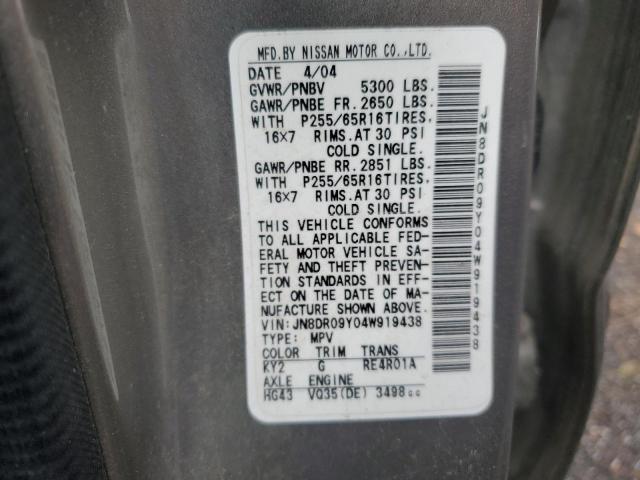 MFD.BY NISSAN MOTOR CO.,LTD.
DATE 4/04
GVWR/PNBV 5300 LBS.
GAWR/PNBE FR. 2650 LBS.
WITH P255/65R16TIRES,
16X7 RIMS.AT 30 PSI
COLD SINGLE.
GAWR/PNBE RR. 2851 LBS.
WITH P255/65R16TIRES,
16X7 RIMS.AT 30 PSI
COLD SINGLE.
THIS VEHICLE CONFORMS
TO ALL APPLICABLE FED-
ERAL MOTOR VEHICLE SA-
FETY AND THEFT PREVEN-
TION STANDARDS IN EFF-
ECT ON THE DATE OF MA-
NUFACTURE SHOWN ABOVE.
VIN:JN8DR09Y04W919438
TYPE: MPV
COLOR TRIM TRANS
KY2 G RE4R01A
AXLE ENGINE
HG43 VQ35(DE) 3498cc
JN8DR09Y04W919438